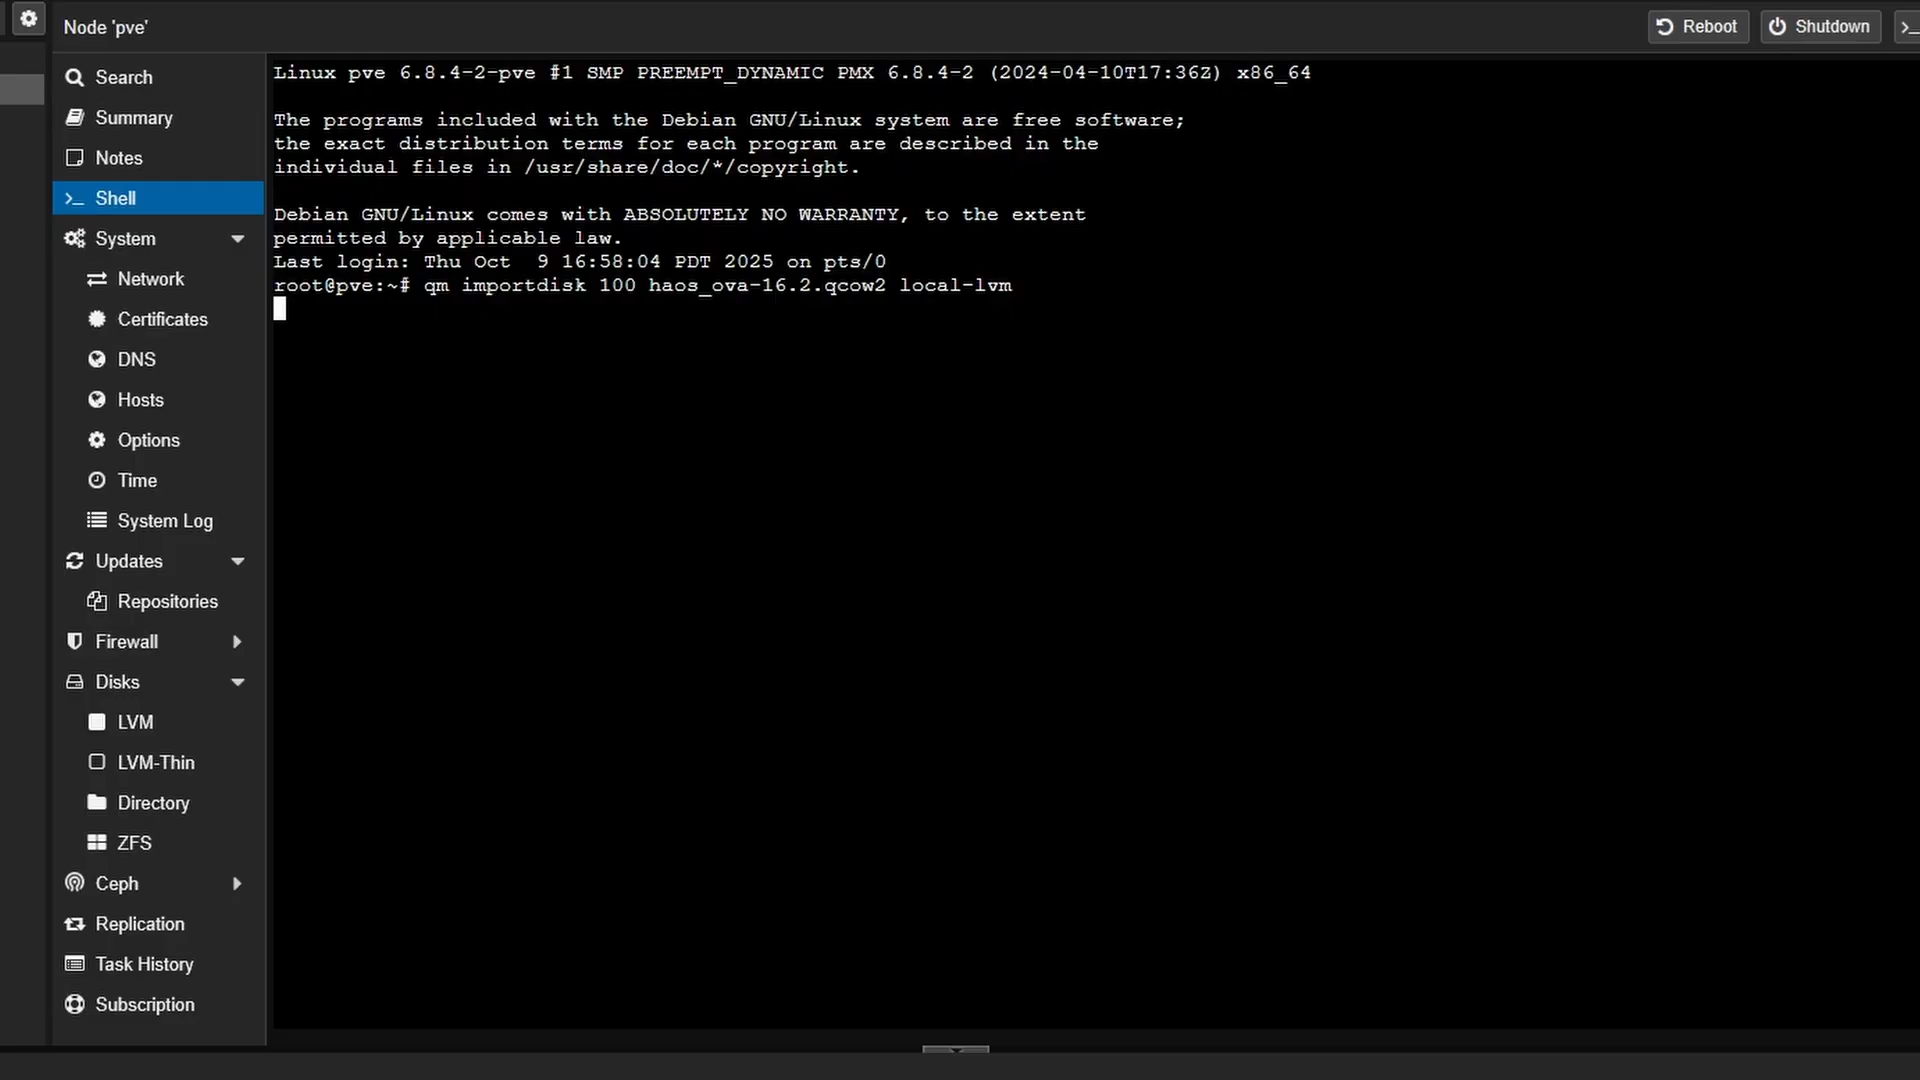 Node 'pve'
Reboot
Shutdown
Search
Summary
Notes
Shell
System
Network
Certificates
DNS
Hosts
Options
Time
System Log
Updates
Repositories
Firewall
Disks
LVM
LVM-Thin
Directory
ZFS
Ceph
Replication
Task History
Subscription
Linux pve 6.8.4-2-pve #1 SMP PREEMPT_DYNAMIC PMX 6.8.4-2 (2024-04-10T17:36Z) x86_64
The programs included with the Debian GNU/Linux system are free software;
the exact distribution terms for each program are described in the
individual files in /usr/share/doc/*/copyright.
Debian GNU/Linux comes with ABSOLUTELY NO WARRANTY, to the extent
permitted by applicable law.
Last login: Thu Oct  9 16:58:04 PDT 2025 on pts/0
root@pve:~# qm importdisk 100 haos_ova-16.2.qcow2 local-lvm